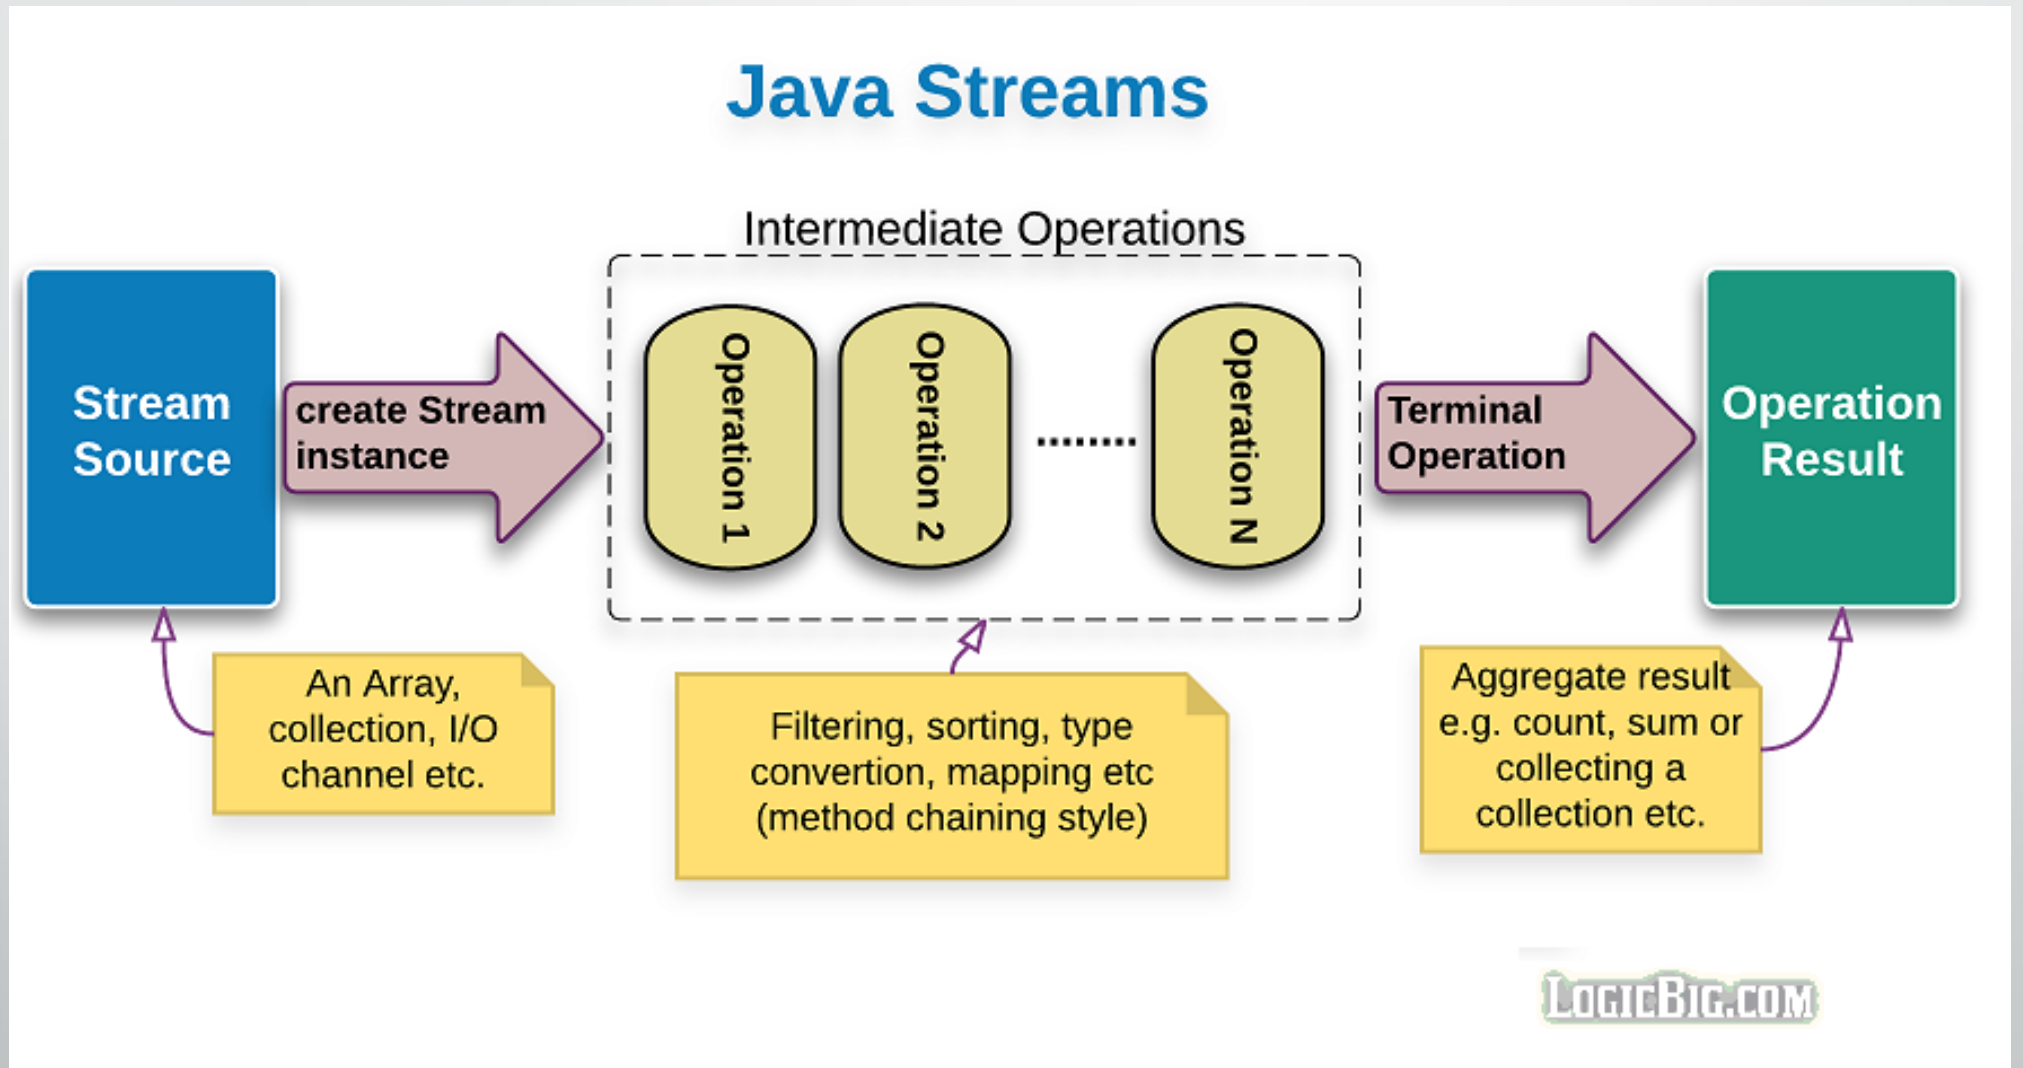 Java Streams
Intermediate Operations
Stream
Source
create Stream
instance
Operation 1
Operation 2
Operation N
Terminal
Operation
Operation
Result
An Array,
collection, I/O
channel etc.
Filtering, sorting, type
convertion, mapping etc
(method chaining style)
Aggregate result
e.g. count, sum or
collecting a
collection etc.
LOGICBIG.COM